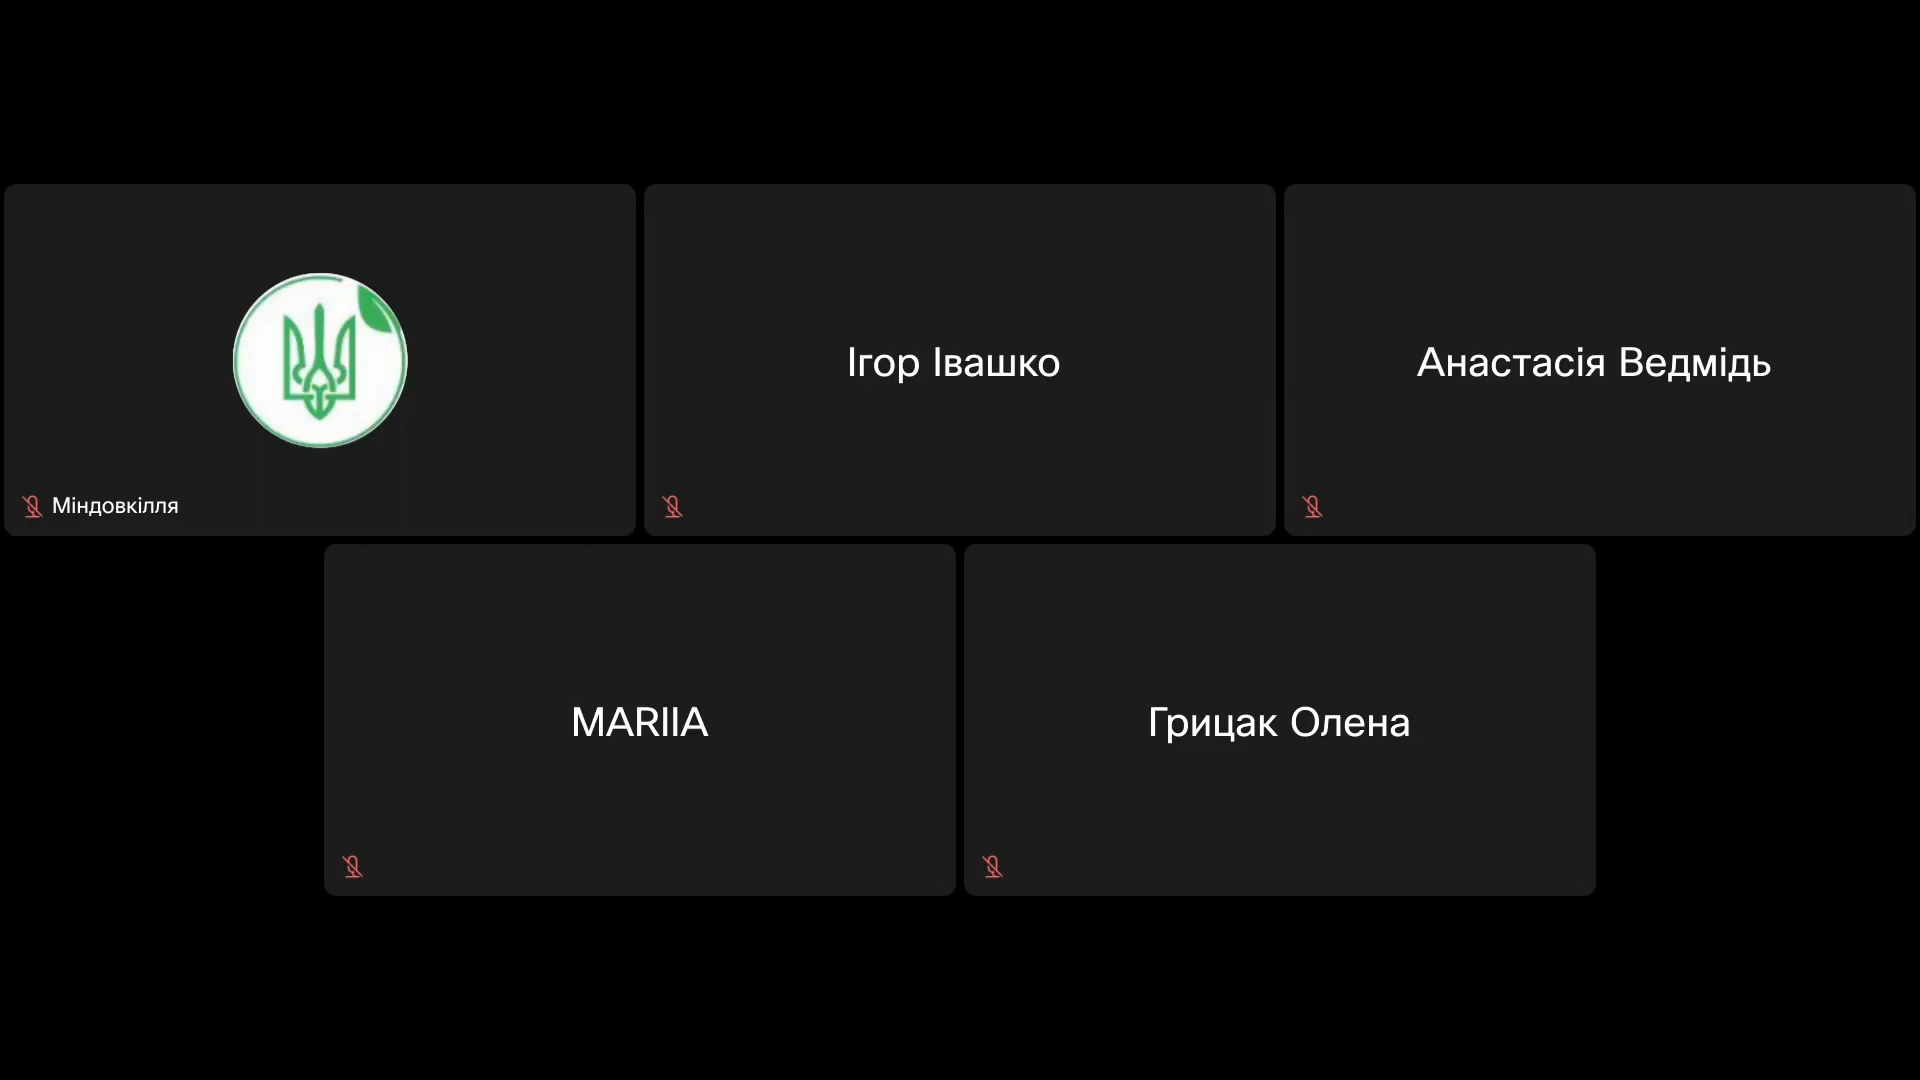 Міндовкілля
Ігор Івашко
Анастасія Ведмідь
MARIIA
Грицак Олена